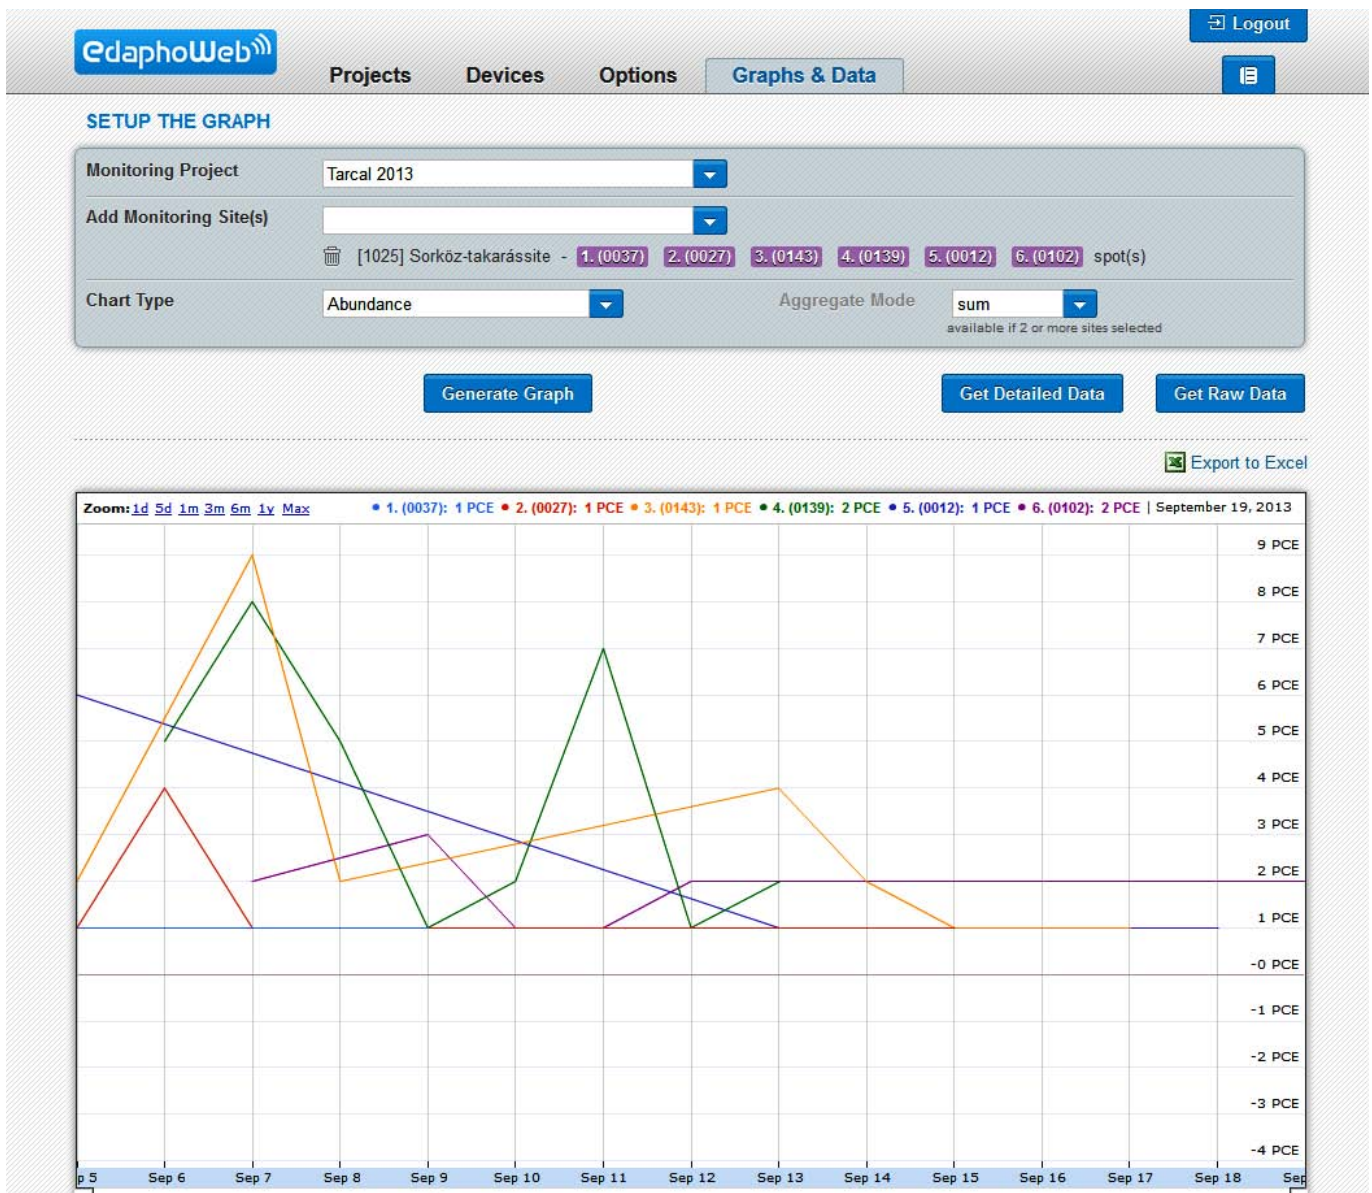 Logout
edaphoWeb
Projects Devices Options Graphs & Data
SETUP THE GRAPH
Monitoring Project Tarcal 2013
Add Monitoring Site(s)
[1025] Sorköz-takarássite - 1. (0037) 2. (0027) 3. (0143) 4. (0139) 5. (0012) 6. (0102) spot(s)
Chart Type Abundance Aggregate Mode sum
available if 2 or more sites selected
Generate Graph Get Detailed Data Get Raw Data
Export to Excel
Zoom: 1d 5d 1m 3m 6m 1y Max 1. (0037): 1 PCE 2. (0027): 1 PCE 3. (0143): 1 PCE 4. (0139): 2 PCE 5. (0012): 1 PCE 6. (0102): 2 PCE | September 19, 2013
9 PCE
8 PCE
7 PCE
6 PCE
5 PCE
4 PCE
3 PCE
2 PCE
1 PCE
-0 PCE
-1 PCE
-2 PCE
-3 PCE
-4 PCE
p 5 Sep 6 Sep 7 Sep 8 Sep 9 Sep 10 Sep 11 Sep 12 Sep 13 Sep 14 Sep 15 Sep 16 Sep 17 Sep 18 Sep